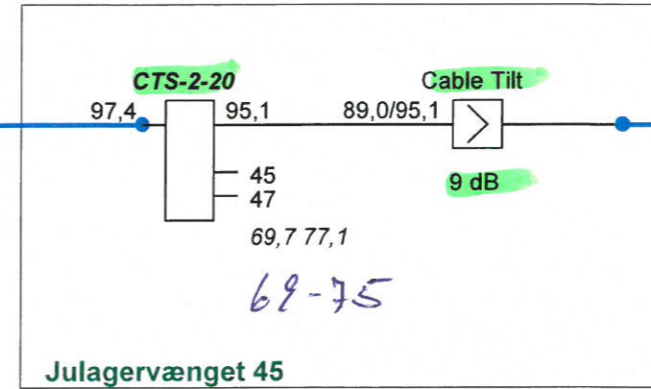 CTS-2-20 Cable Tilt
97,4 95,1 89,0/95,1
45 9 dB
47
69,7 77,1
69-75
Julagervænget 45